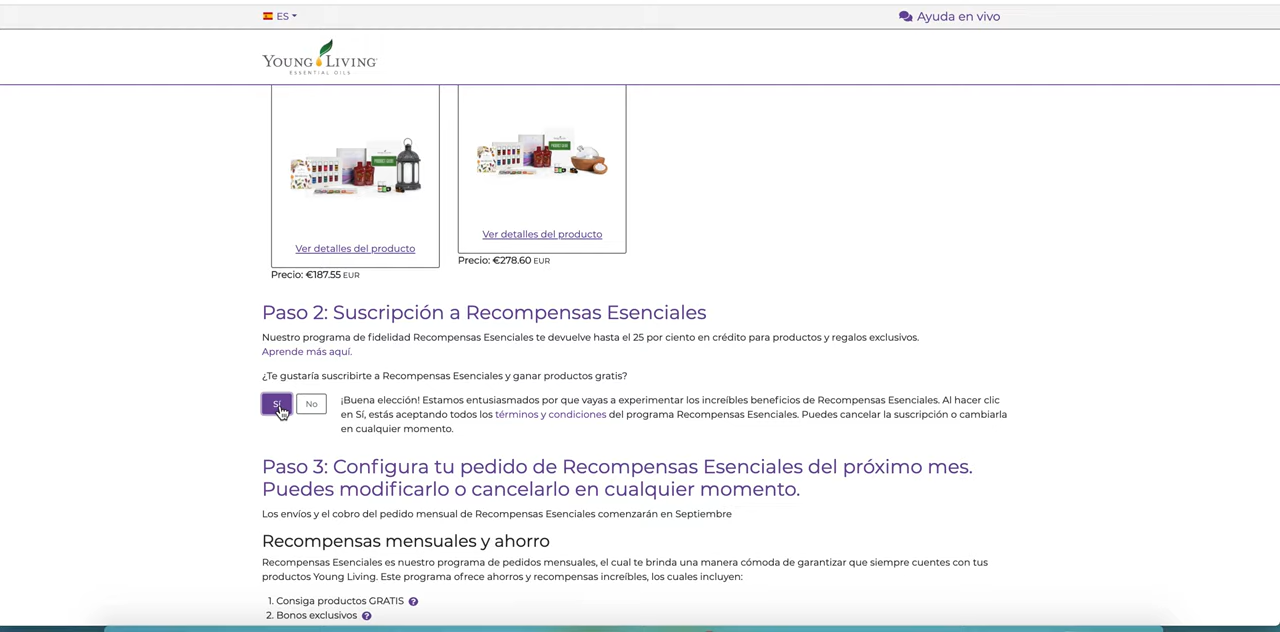 ES
Ayuda en vivo
YOUNG LIVING
ESSENTIAL OILS
Ver detalles del producto
Precio: €187.55 EUR
Ver detalles del producto
Precio: €278.60 EUR
Paso 2: Suscripción a Recompensas Esenciales
Nuestro programa de fidelidad Recompensas Esenciales te devuelve hasta el 25 por ciento en crédito para productos y regalos exclusivos.
Aprende más aquí.
¿Te gustaría suscribirte a Recompensas Esenciales y ganar productos gratis?
Sí
No
¡Buena elección! Estamos entusiasmados por que vayas a experimentar los increíbles beneficios de Recompensas Esenciales. Al hacer clic
en Sí, estás aceptando todos los términos y condiciones del programa Recompensas Esenciales. Puedes cancelar la suscripción o cambiarla
en cualquier momento.
Paso 3: Configura tu pedido de Recompensas Esenciales del próximo mes.
Puedes modificarlo o cancelarlo en cualquier momento.
Los envíos y el cobro del pedido mensual de Recompensas Esenciales comenzarán en Septiembre
Recompensas mensuales y ahorro
Recompensas Esenciales es nuestro programa de pedidos mensuales, el cual te brinda una manera cómoda de garantizar que siempre cuentes con tus
productos Young Living. Este programa ofrece ahorros y recompensas increíbles, los cuales incluyen:
1. Consiga productos GRATIS ?
2. Bonos exclusivos ?